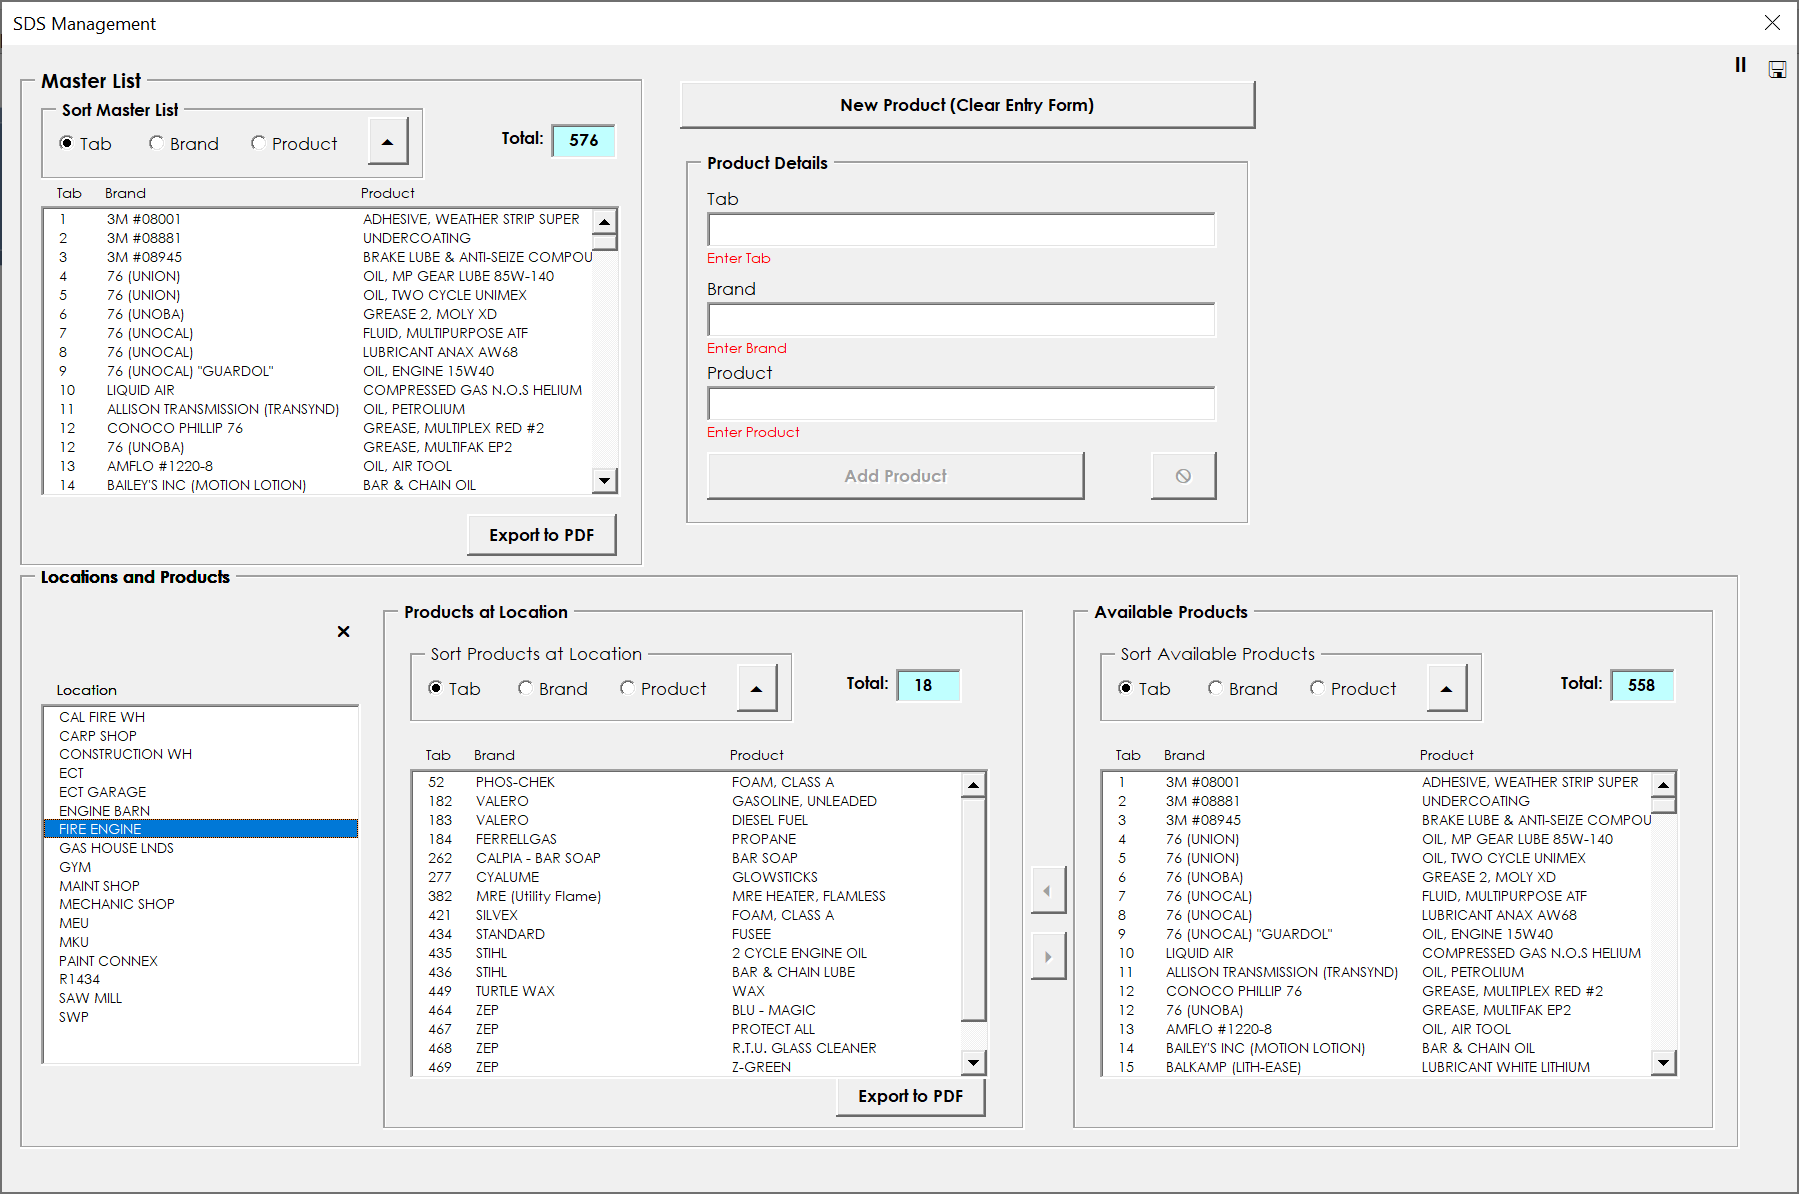 SDS Management
Master List
Sort Master List
Tab Brand Product
Total: 576
Tab Brand Product
1 3M #08001 ADHESIVE, WEATHER STRIP SUPER
2 3M #08881 UNDERCOATING
3 3M #08945 BRAKE LUBE & ANTI-SEIZE COMPOU
4 76 (UNION) OIL, MP GEAR LUBE 85W-140
5 76 (UNION) OIL, TWO CYCLE UNIMEX
6 76 (UNOBA) GREASE 2, MOLY XD
7 76 (UNOCAL) FLUID, MULTIPURPOSE ATF
8 76 (UNOCAL) LUBRICANT ANAX AW68
9 76 (UNOCAL) "GUARDOL" OIL, ENGINE 15W40
10 LIQUID AIR COMPRESSED GAS N.O.S HELIUM
11 ALLISON TRANSMISSION (TRANSYND) OIL, PETROLIUM
12 CONOCO PHILLIP 76 GREASE, MULTIPLEX RED #2
12 76 (UNOBA) GREASE, MULTIFAK EP2
13 AMFLO #1220-8 OIL, AIR TOOL
14 BAILEY'S INC (MOTION LOTION) BAR & CHAIN OIL
Export to PDF
New Product (Clear Entry Form)
Product Details
Tab
Enter Tab
Brand
Enter Brand
Product
Enter Product
Add Product
Locations and Products
Location
CAL FIRE WH
CARP SHOP
CONSTRUCTION WH
ECT
ECT GARAGE
ENGINE BARN
FIRE ENGINE
GAS HOUSE LNDS
GYM
MAINT SHOP
MECHANIC SHOP
MEU
MKU
PAINT CONNEX
R1434
SAW MILL
SWP
Products at Location
Sort Products at Location
Tab Brand Product
Total: 18
Tab Brand Product
52 PHOS-CHEK FOAM, CLASS A
182 VALERO GASOLINE, UNLEADED
183 VALERO DIESEL FUEL
184 FERRELLGAS PROPANE
262 CALPIA - BAR SOAP BAR SOAP
277 CYALUME GLOWSTICKS
382 MRE (Utility Flame) MRE HEATER, FLAMLESS
421 SILVEX FOAM, CLASS A
434 STANDARD FUSEE
435 STIHL 2 CYCLE ENGINE OIL
436 STIHL BAR & CHAIN LUBE
449 TURTLE WAX WAX
464 ZEP BLU - MAGIC
467 ZEP PROTECT ALL
468 ZEP R.T.U. GLASS CLEANER
469 ZEP Z-GREEN
Export to PDF
Available Products
Sort Available Products
Tab Brand Product
Total: 558
Tab Brand Product
1 3M #08001 ADHESIVE, WEATHER STRIP SUPER
2 3M #08881 UNDERCOATING
3 3M #08945 BRAKE LUBE & ANTI-SEIZE COMPOU
4 76 (UNION) OIL, MP GEAR LUBE 85W-140
5 76 (UNION) OIL, TWO CYCLE UNIMEX
6 76 (UNOBA) GREASE 2, MOLY XD
7 76 (UNOCAL) FLUID, MULTIPURPOSE ATF
8 76 (UNOCAL) LUBRICANT ANAX AW68
9 76 (UNOCAL) "GUARDOL" OIL, ENGINE 15W40
10 LIQUID AIR COMPRESSED GAS N.O.S HELIUM
11 ALLISON TRANSMISSION (TRANSYND) OIL, PETROLIUM
12 CONOCO PHILLIP 76 GREASE, MULTIPLEX RED #2
12 76 (UNOBA) GREASE, MULTIFAK EP2
13 AMFLO #1220-8 OIL, AIR TOOL
14 BAILEY'S INC (MOTION LOTION) BAR & CHAIN OIL
15 BALKAMP (LITH-EASE) LUBRICANT WHITE LITHIUM